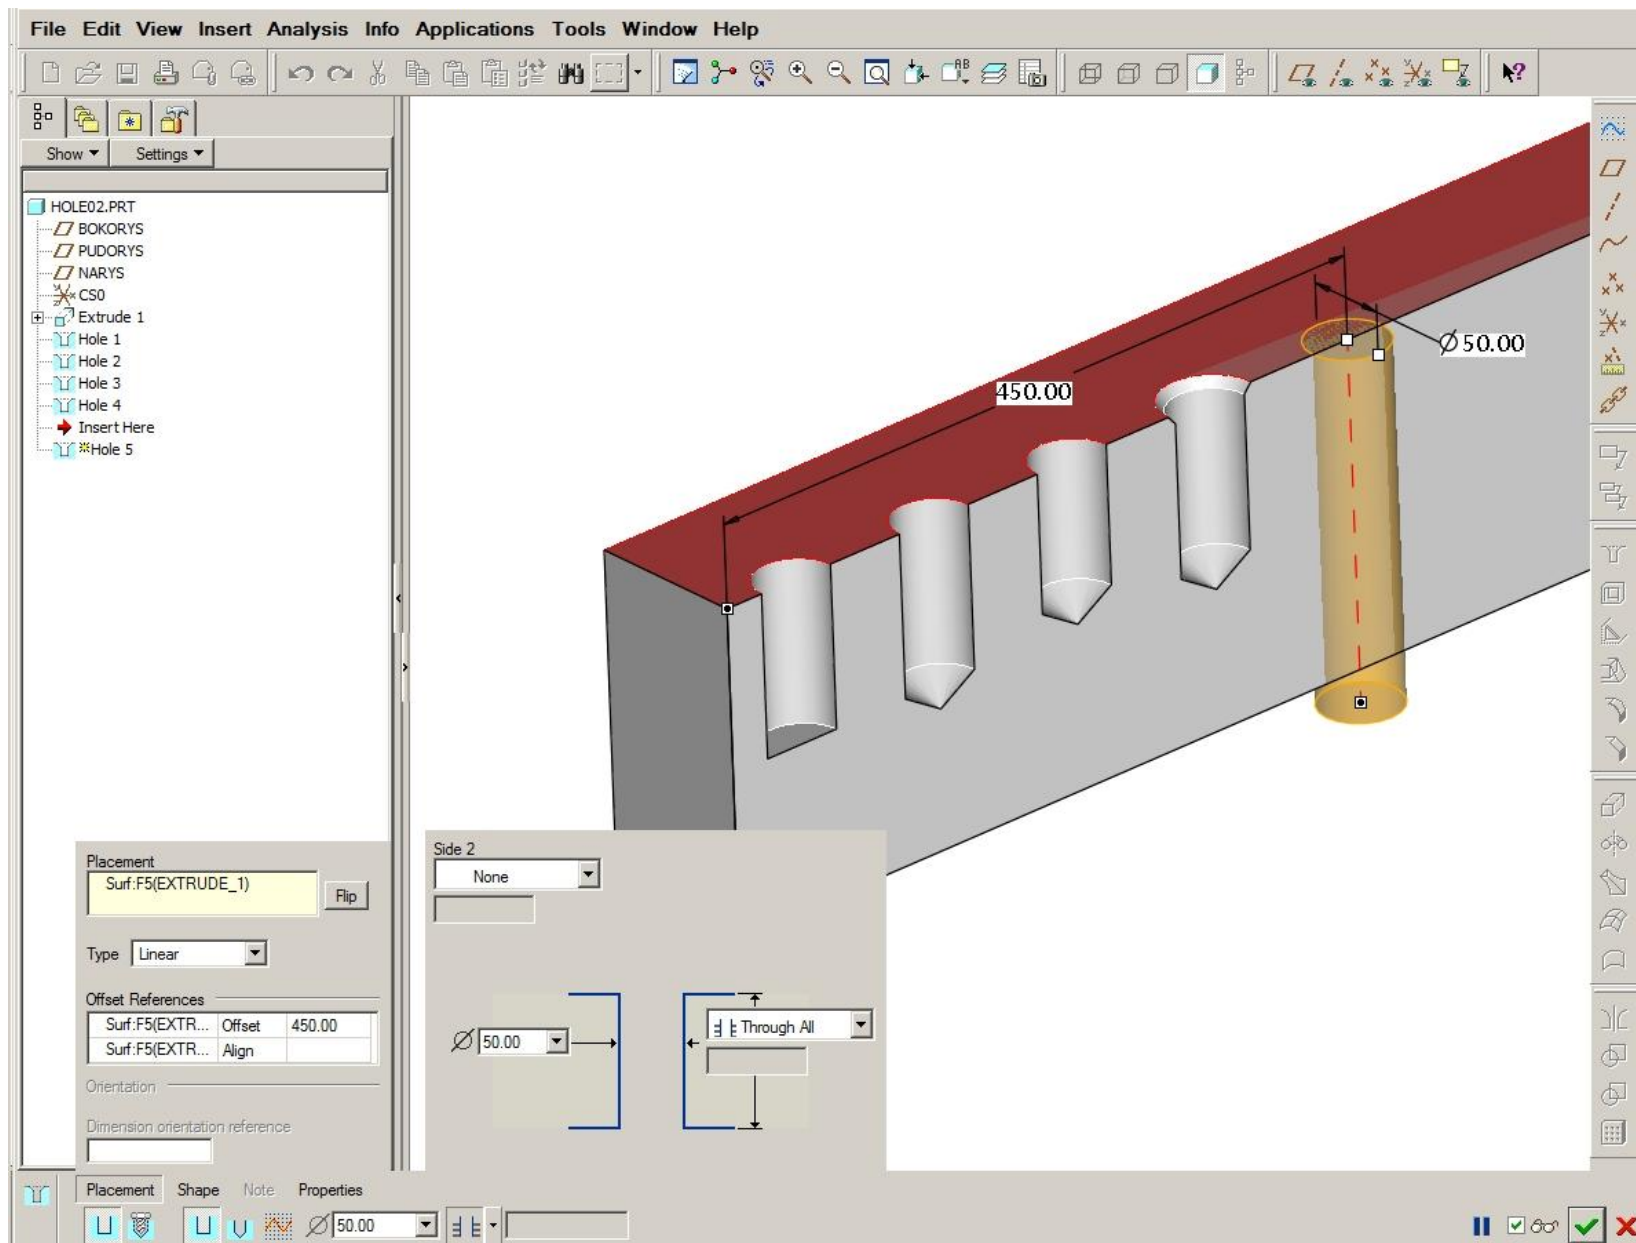 File Edit View Insert Analysis Info Applications Tools Window Help
Show Settings
HOLE02.PRT
BOKORYS
PUDORYS
NARYS
CS0
Extrude 1
Hole 1
Hole 2
Hole 3
Hole 4
Insert Here
Hole 5
450.00
Ø50.00
Placement
Surf:F5(EXTRUDE_1)
Flip
Type Linear
Offset References
Surf:F5(EXTR... Offset 450.00
Surf:F5(EXTR... Align
Orientation
Dimension orientation reference
Side 2
None
Ø 50.00
Through All
Placement Shape Note Properties
Ø 50.00